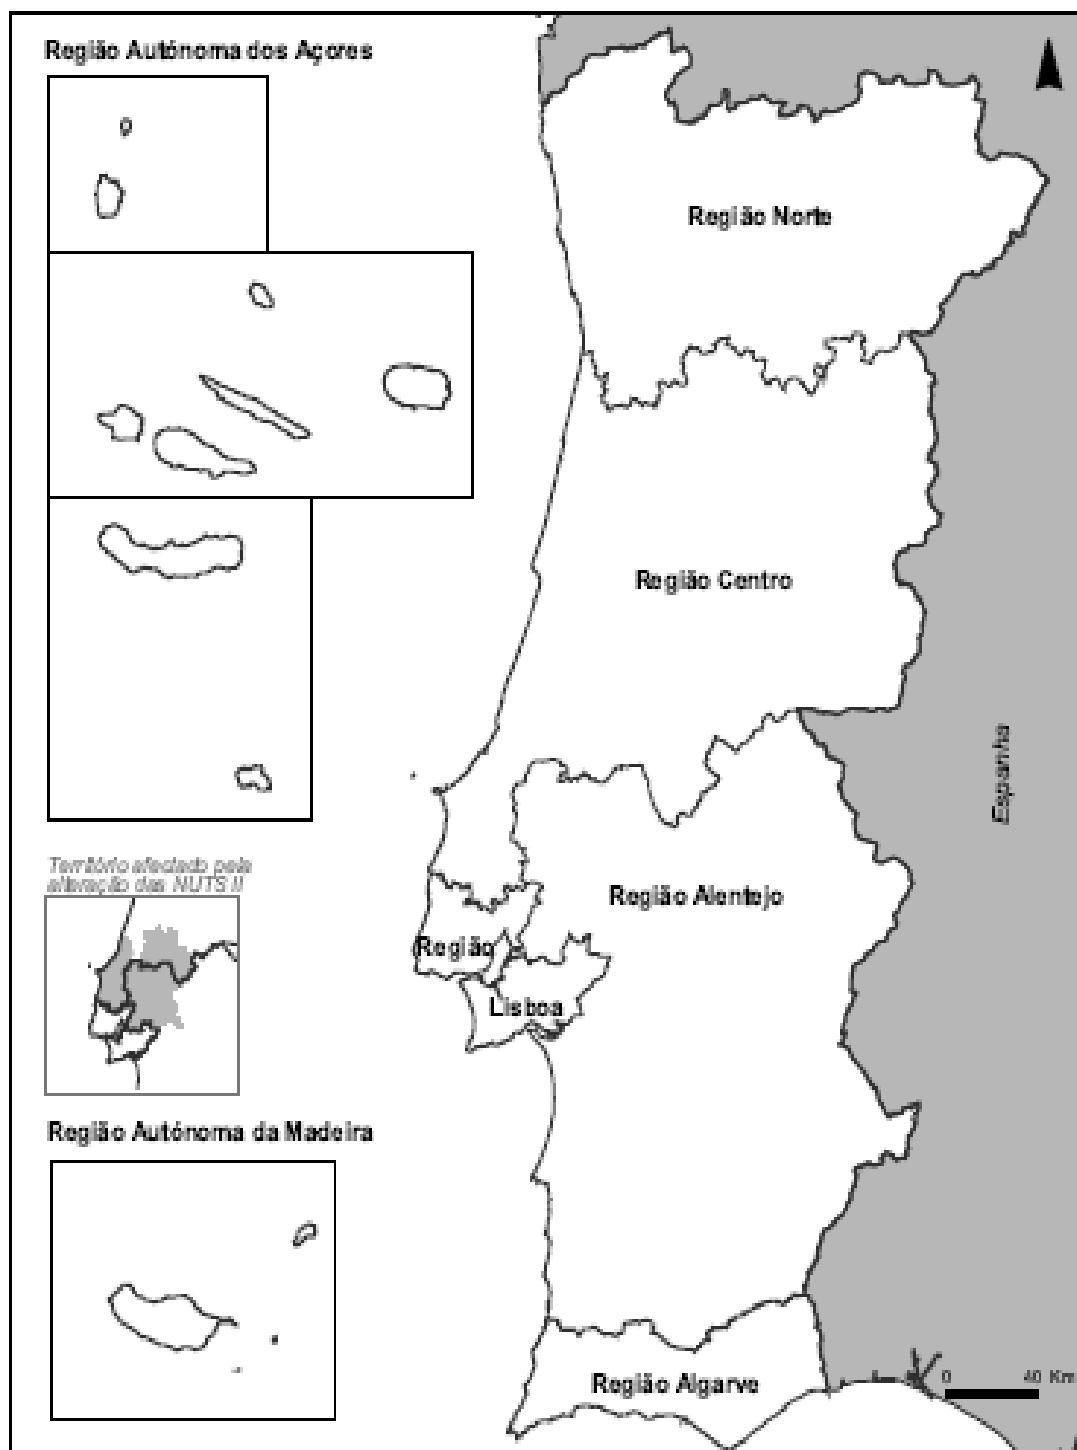 Região Autónoma dos Açores
Região Norte
Região Centro
Espanha
Território afectado pela
alteração das NUTS II
Região Alentejo
Região
Lisboa
Região Autónoma da Madeira
Região Algarve
0 40 Km